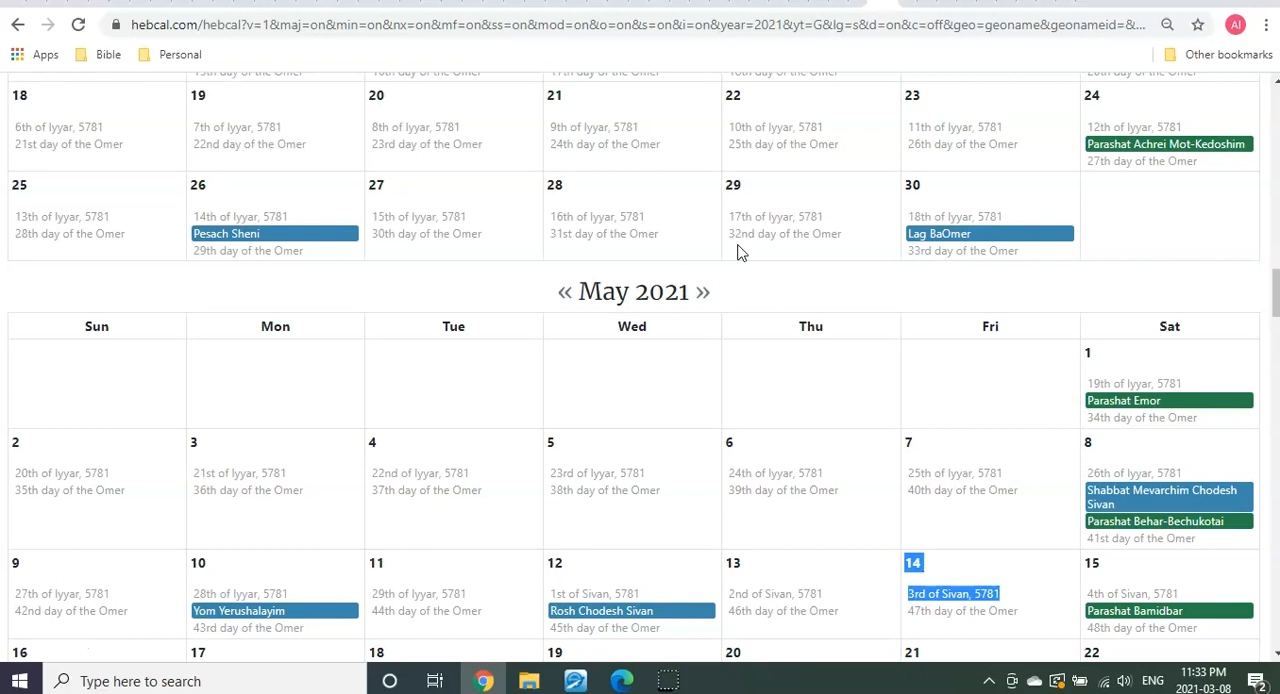 hebcal.com/hebcal?v=1&maj=on&min=on&nx=on&mf=on&ss=on&mod=on&o=on&s=on&i=on&year=2021&yt=G&lg=s&d=on&c=off&geo=geoname&geonameid=&...
AI
Apps Bible Personal Other bookmarks
18 19 20 21 22 23 24
6th of Iyyar, 5781 7th of Iyyar, 5781 8th of Iyyar, 5781 9th of Iyyar, 5781 10th of Iyyar, 5781 11th of Iyyar, 5781 12th of Iyyar, 5781
21st day of the Omer 22nd day of the Omer 23rd day of the Omer 24th day of the Omer 25th day of the Omer 26th day of the Omer Parashat Achrei Mot-Kedoshim
27th day of the Omer
25 26 27 28 29 30
13th of Iyyar, 5781 14th of Iyyar, 5781 15th of Iyyar, 5781 16th of Iyyar, 5781 17th of Iyyar, 5781 18th of Iyyar, 5781
28th day of the Omer Pesach Sheni 30th day of the Omer 31st day of the Omer 32nd day of the Omer Lag BaOmer
29th day of the Omer 33rd day of the Omer
« May 2021 »
Sun Mon Tue Wed Thu Fri Sat
1
19th of Iyyar, 5781
Parashat Emor
34th day of the Omer
2 3 4 5 6 7 8
20th of Iyyar, 5781 21st of Iyyar, 5781 22nd of Iyyar, 5781 23rd of Iyyar, 5781 24th of Iyyar, 5781 25th of Iyyar, 5781 26th of Iyyar, 5781
35th day of the Omer 36th day of the Omer 37th day of the Omer 38th day of the Omer 39th day of the Omer 40th day of the Omer Shabbat Mevarchim Chodesh
Sivan
Parashat Behar-Bechukotai
41st day of the Omer
9 10 11 12 13 14 15
27th of Iyyar, 5781 28th of Iyyar, 5781 29th of Iyyar, 5781 1st of Sivan, 5781 2nd of Sivan, 5781 3rd of Sivan, 5781 4th of Sivan, 5781
42nd day of the Omer Yom Yerushalayim 44th day of the Omer Rosh Chodesh Sivan 46th day of the Omer 47th day of the Omer Parashat Bamidbar
43rd day of the Omer 45th day of the Omer 48th day of the Omer
16 17 18 19 20 21 22
Type here to search
ENG
11:33 PM
2021-03-08
2